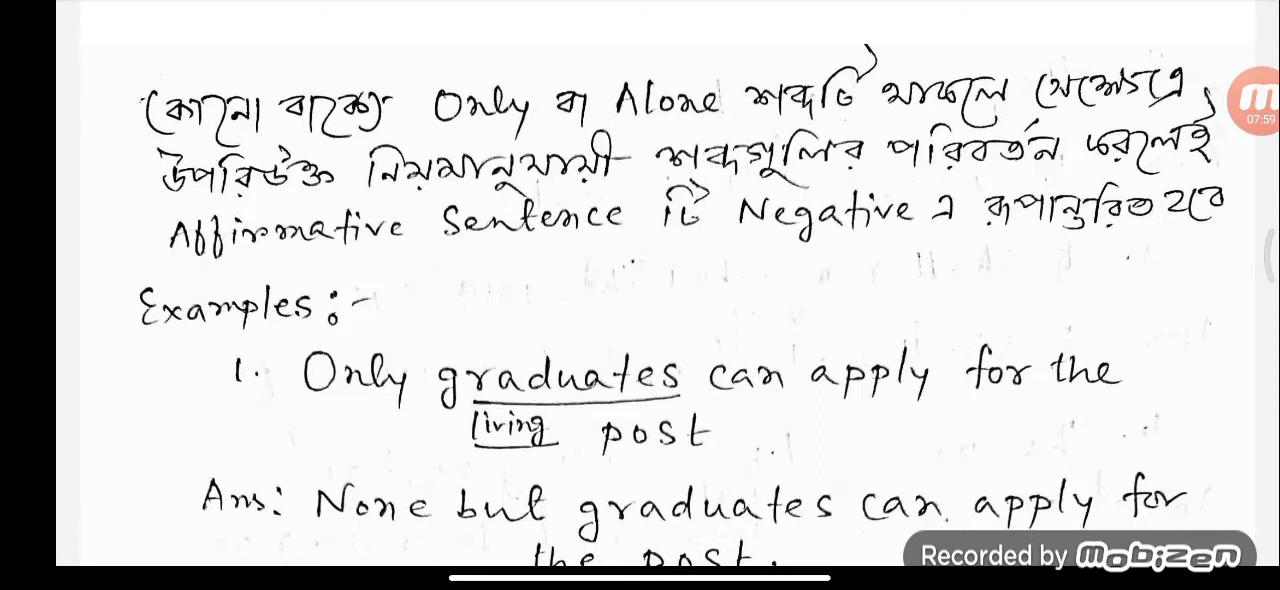 কোনো বাক্যে Only বা Alone শব্দটি থাকলে সেক্ষেত্রে,
উপরিউক্ত নিয়মানুযায়ী শব্দগুলির পরিবর্তন করলেই
Affirmative Sentence টি Negative এ রূপান্তরিত হবে
Examples :-
1. Only graduates can apply for the
living post
Ans: None but graduates can apply for
the post.
07:59
Recorded by Mobizen